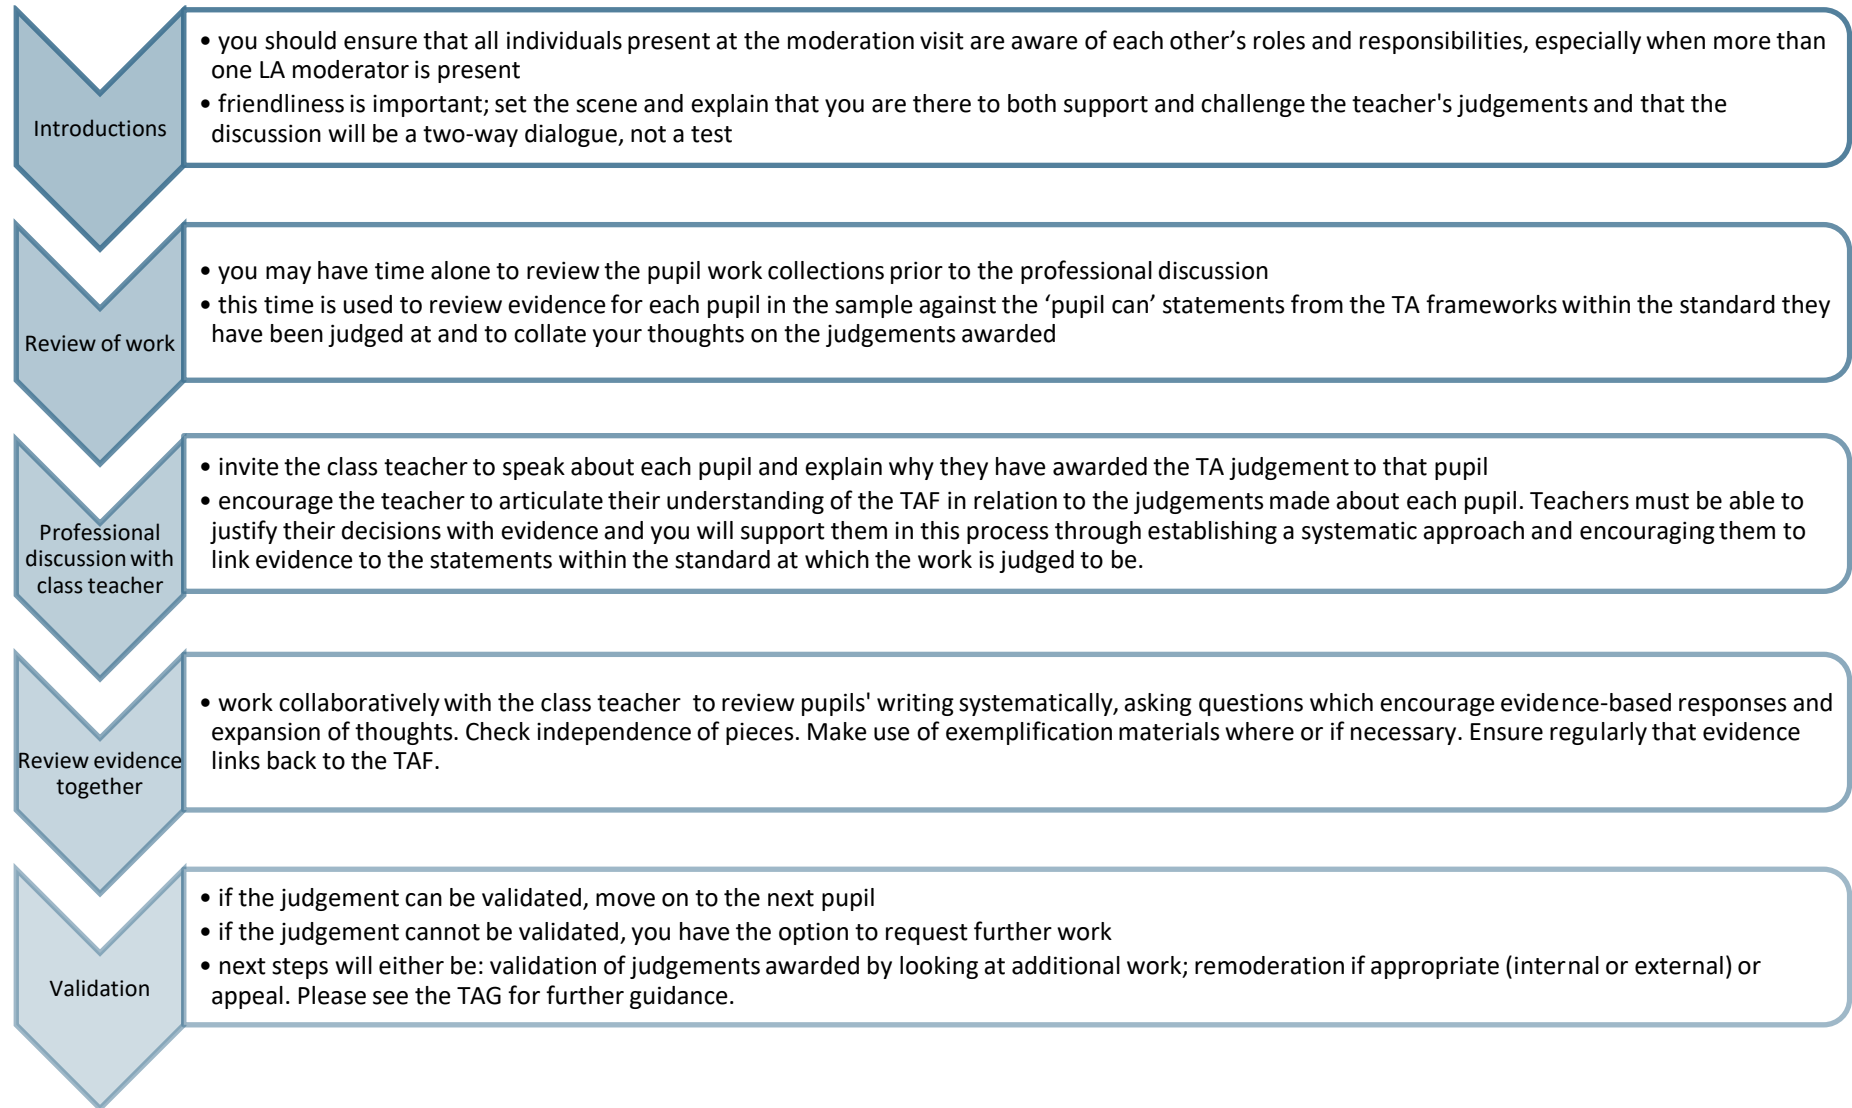 Introductions
• you should ensure that all individuals present at the moderation visit are aware of each other’s roles and responsibilities, especially when more than
one LA moderator is present
• friendliness is important; set the scene and explain that you are there to both support and challenge the teacher's judgements and that the
discussion will be a two-way dialogue, not a test
Review of work
• you may have time alone to review the pupil work collections prior to the professional discussion
• this time is used to review evidence for each pupil in the sample against the ‘pupil can’ statements from the TA frameworks within the standard they
have been judged at and to collate your thoughts on the judgements awarded
Professional
discussion with
class teacher
• invite the class teacher to speak about each pupil and explain why they have awarded the TA judgement to that pupil
• encourage the teacher to articulate their understanding of the TAF in relation to the judgements made about each pupil. Teachers must be able to
justify their decisions with evidence and you will support them in this process through establishing a systematic approach and encouraging them to
link evidence to the statements within the standard at which the work is judged to be.
Review evidence
together
• work collaboratively with the class teacher to review pupils' writing systematically, asking questions which encourage evidence-based responses and
expansion of thoughts. Check independence of pieces. Make use of exemplification materials where or if necessary. Ensure regularly that evidence
links back to the TAF.
Validation
• if the judgement can be validated, move on to the next pupil
• if the judgement cannot be validated, you have the option to request further work
• next steps will either be: validation of judgements awarded by looking at additional work; remoderation if appropriate (internal or external) or
appeal. Please see the TAG for further guidance.